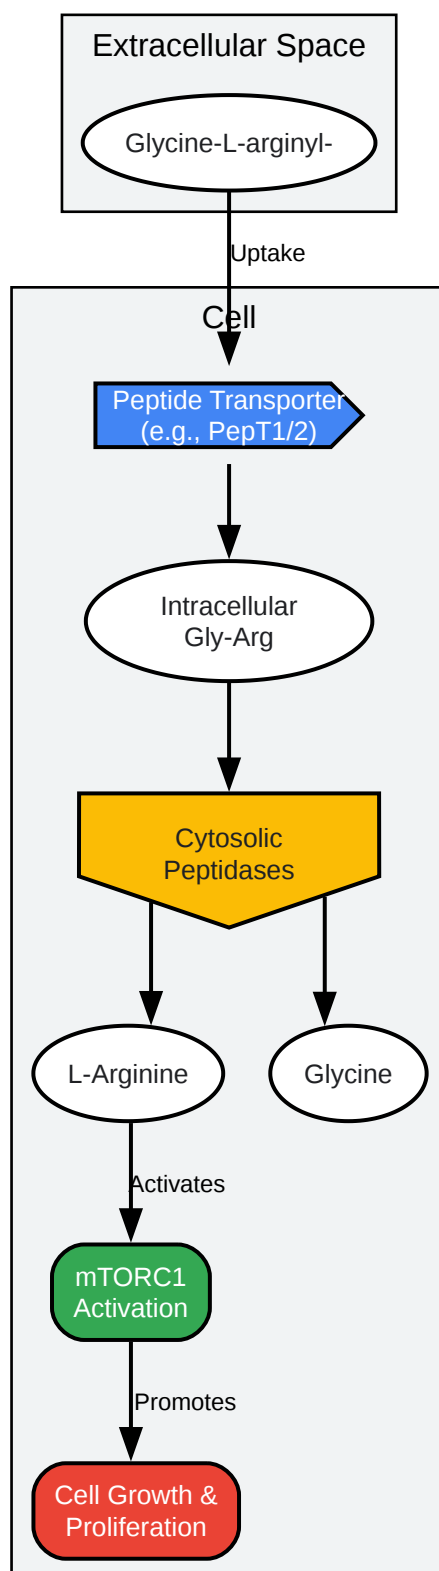 Extracellular Space
Glycine-L-arginyl-
Uptake
Cell
Peptide Transporter
(e.g., PepT1/2)
Intracellular
Gly-Arg
Cytosolic
Peptidases
L-Arginine
Glycine
Activates
mTORC1
Activation
Promotes
Cell Growth &
Proliferation